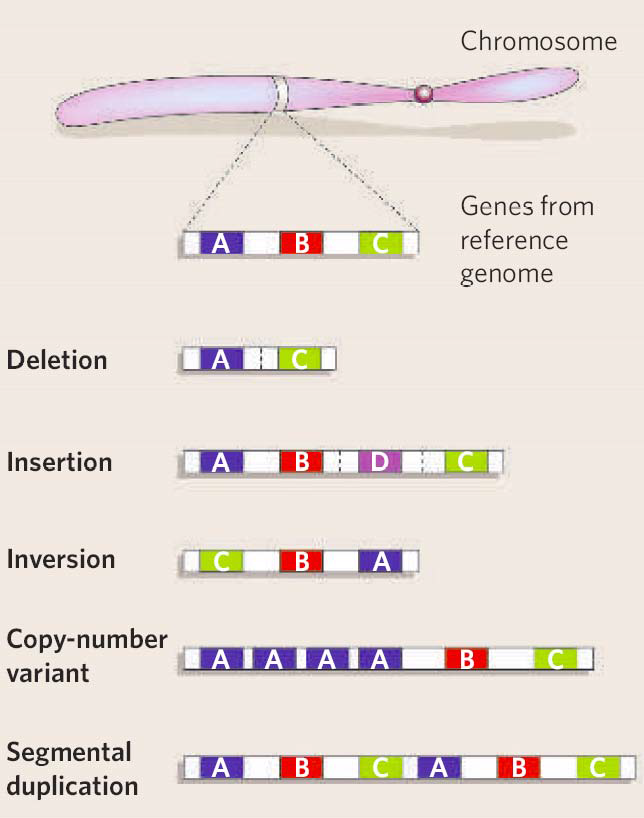 Chromosome
Genes from
reference
genome
A B C
Deletion
A C
Insertion
A B D C
Inversion
C B A
Copy-number
variant
A A A A B C
Segmental
duplication
A B C A B C